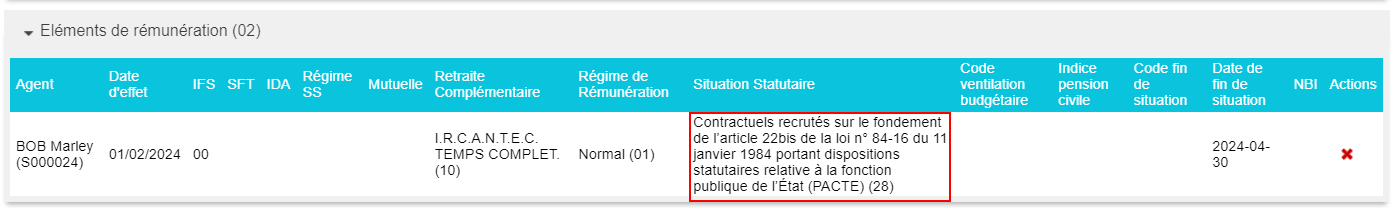 Eléments de rémunération (02)
Agent Date d'effet IFS SFT IDA Régime SS Mutuelle Retraite Complémentaire Régime de Rémunération Situation Statutaire Code ventilation budgétaire Indice pension civile Code fin de situation Date de fin de situation NBI Actions
BOB Marley (S000024)
01/02/2024
00
I.R.C.A.N.T.E.C.
TEMPS COMPLET.
(10)
Normal (01)
Contractuels recrutés sur le fondement
de l'article 22bis de la loi n° 84-16 du 11
janvier 1984 portant dispositions
statutaires relative à la fonction
publique de l'État (PACTE) (28)
2024-04-
30